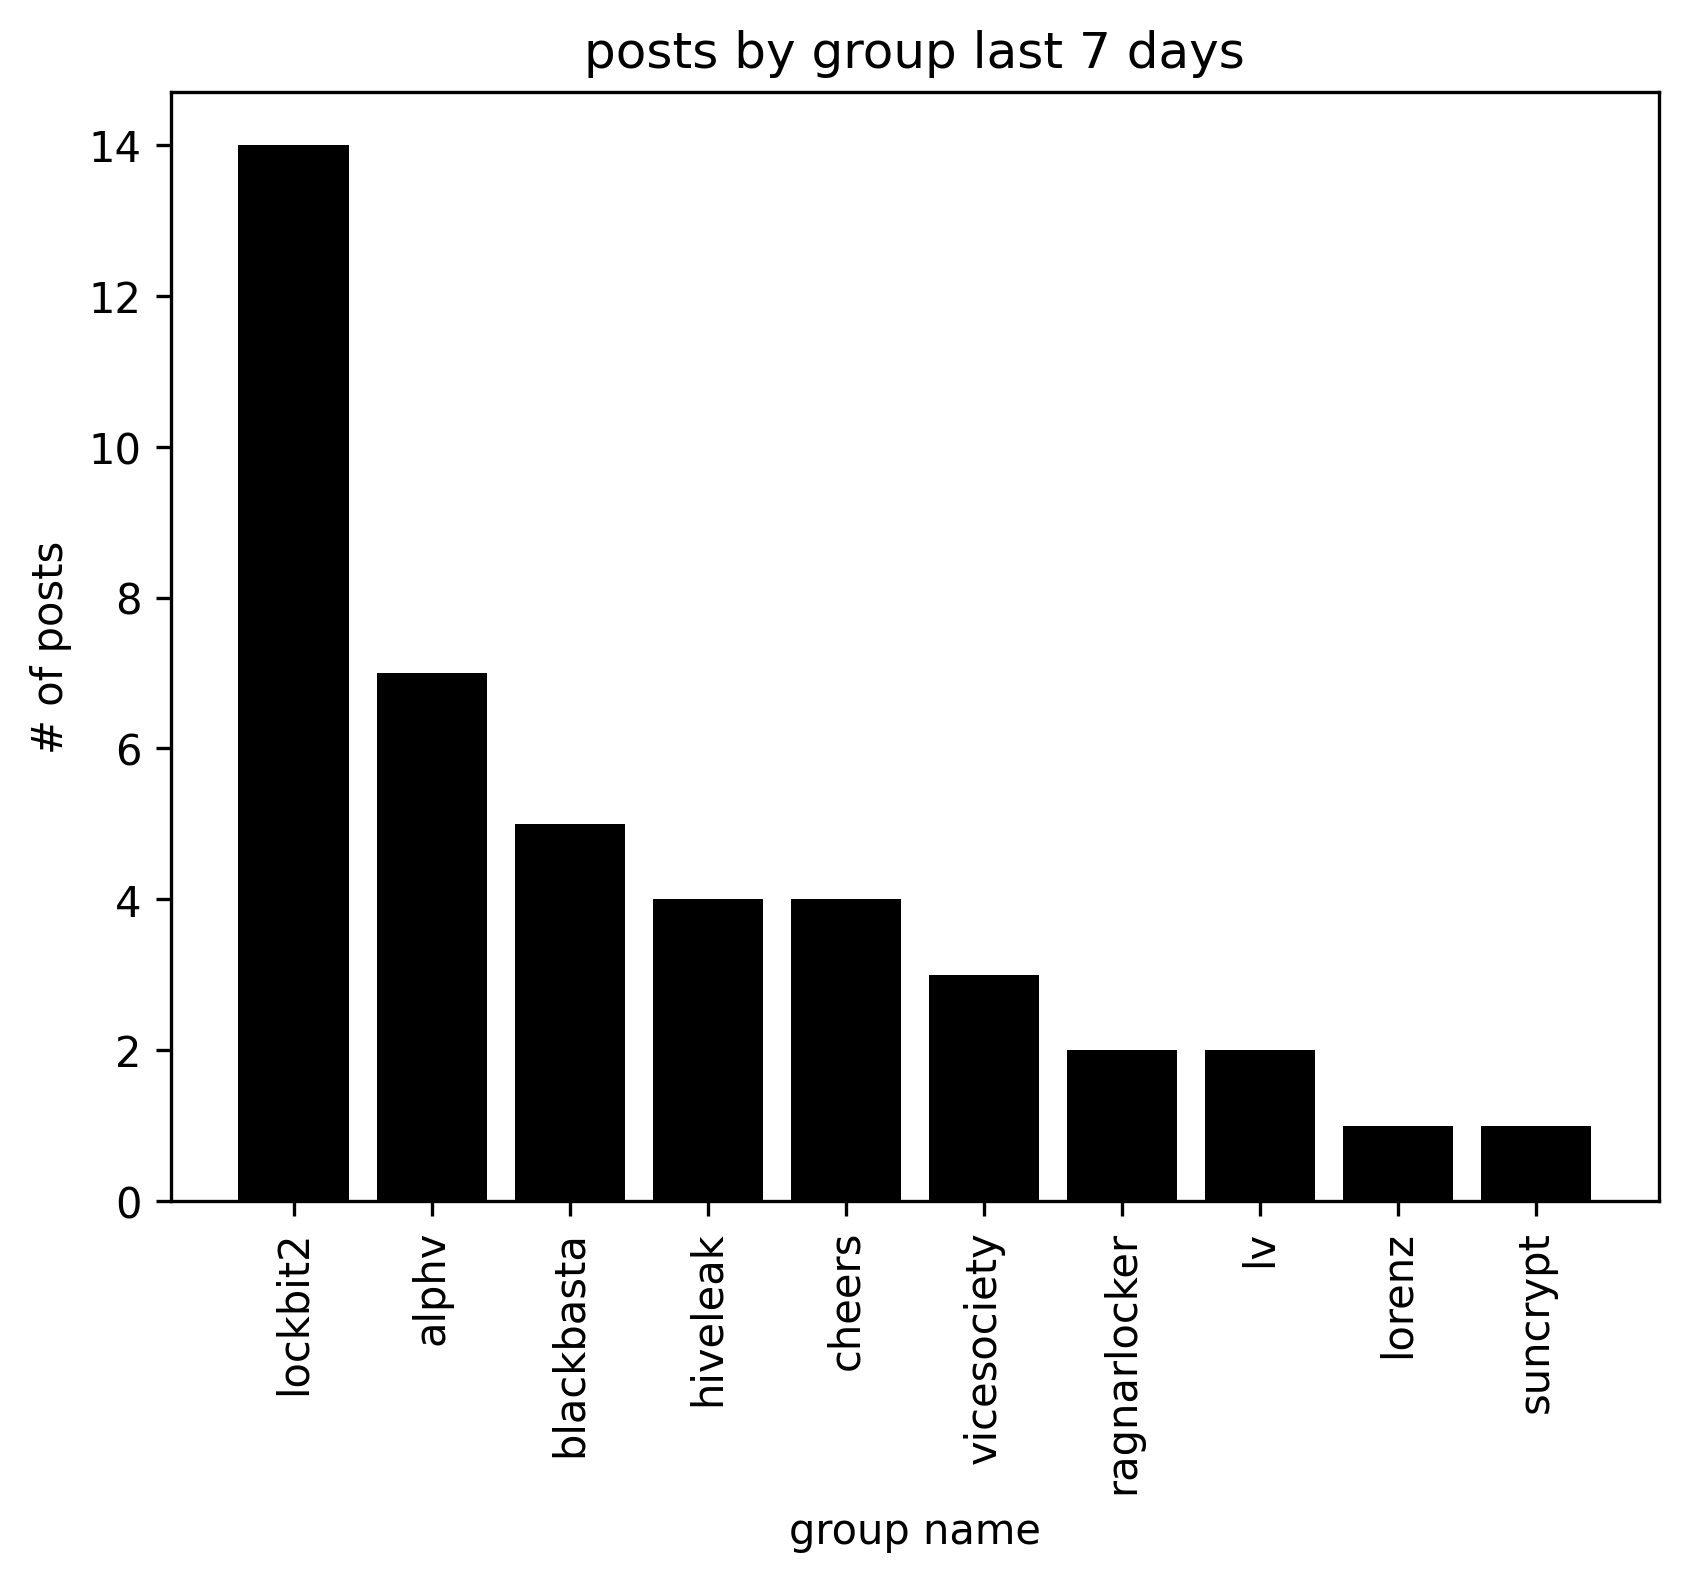 posts by group last 7 days
14
12
10
8
6
4
2
0
# of posts
lockbit2
alphv
blackbasta
hiveleak
cheers
vicesociety
ragnarlocker
lv
lorenz
suncrypt
group name